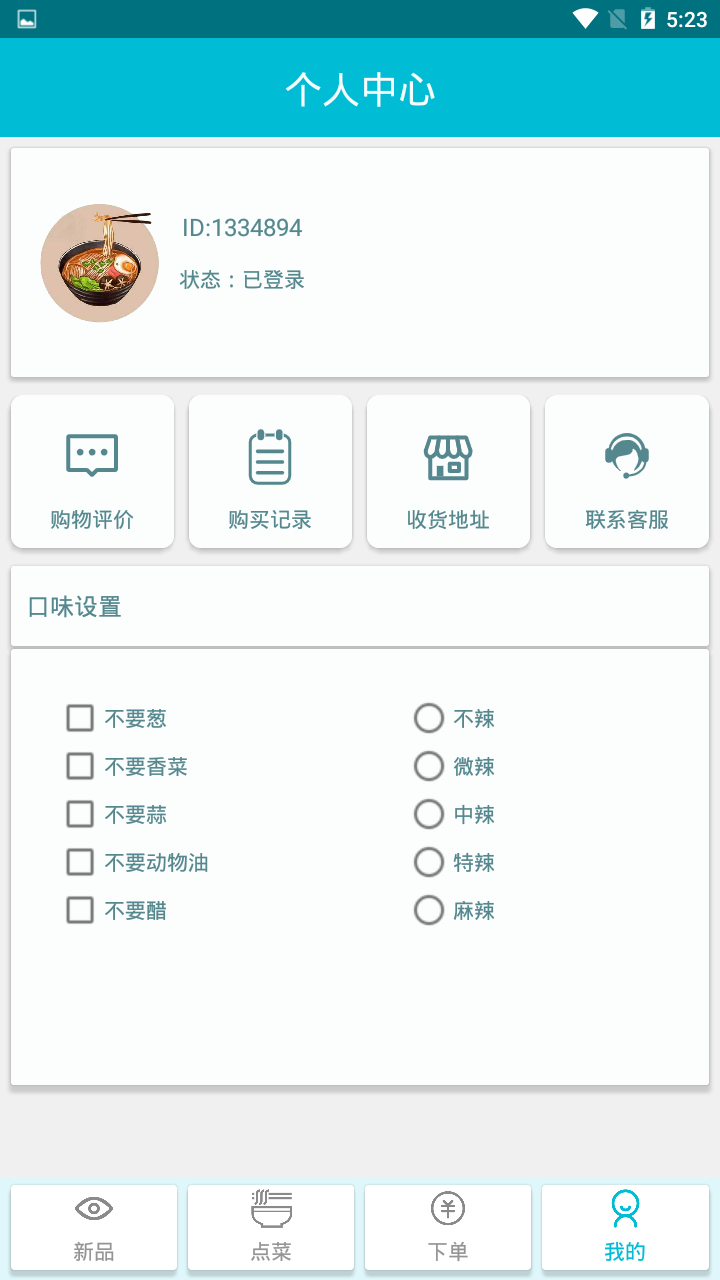 5:23
个人中心
ID:1334894
状态：已登录
购物评价 购买记录 收货地址 联系客服
口味设置
不要葱 不辣
不要香菜 微辣
不要蒜 中辣
不要动物油 特辣
不要醋 麻辣
新品 点菜 下单 我的